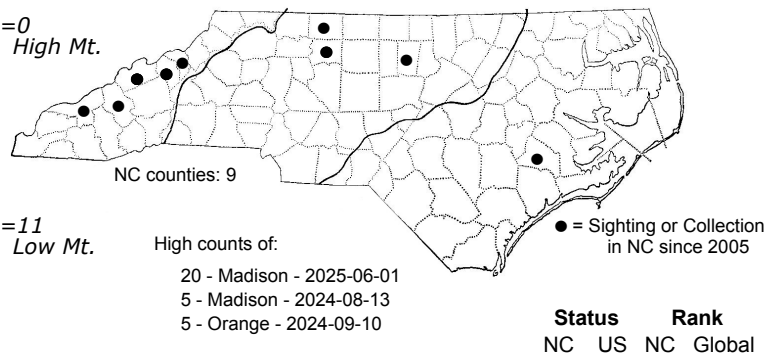 =0
High Mt.
NC counties: 9
=11
Low Mt.
High counts of:
20 - Madison - 2025-06-01
5 - Madison - 2024-08-13
5 - Orange - 2024-09-10
● = Sighting or Collection
in NC since 2005
Status Rank
NC US NC Global